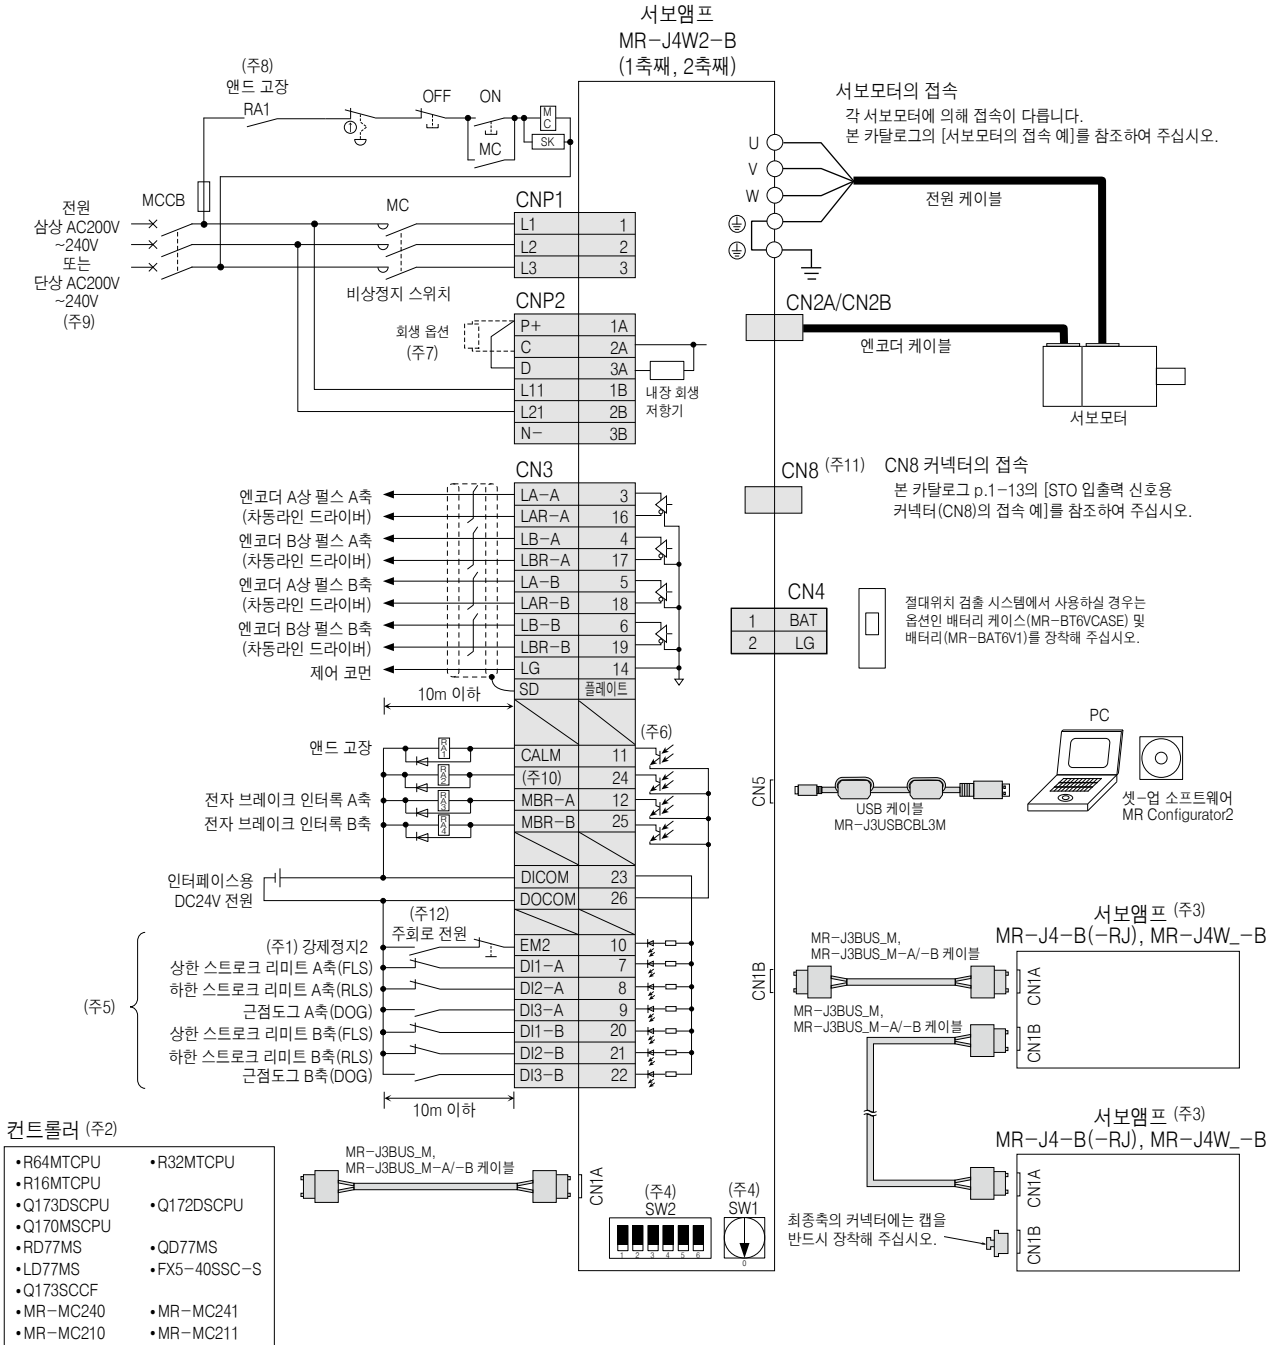 서보앰프
MR-J4W2-B
(1축째, 2축째)
(주8)
앤드 고장
RA1
OFF
ON
MC
SK
MC
MCCB
MC
전원
삼상 AC200V
~240V
또는
단상 AC200V
~240V
(주9)
비상정지 스위치
CNP1
L1 1
L2 2
L3 3
CNP2
P+ 1A
C 2A
D 3A
L11 1B
L21 2B
N- 3B
회생 옵션
(주7)
내장 회생
저항기
서보모터의 접속
각 서보모터에 의해 접속이 다릅니다.
본 카탈로그의 [서보모터의 접속 예]를 참조하여 주십시오.
U
V
W
전원 케이블
CN2A/CN2B
엔코더 케이블
서보모터
CN3
엔코더 A상 펄스 A축 LA-A 3
(차동라인 드라이버) LAR-A 16
엔코더 B상 펄스 A축 LB-A 4
(차동라인 드라이버) LBR-A 17
엔코더 A상 펄스 B축 LA-B 5
(차동라인 드라이버) LAR-B 18
엔코더 B상 펄스 B축 LB-B 6
(차동라인 드라이버) LBR-B 19
제어 코먼 LG 14
SD 플레이트
10m 이하
CN8 (주11)
CN8 커넥터의 접속
본 카탈로그 p.1-13의 [STO 입출력 신호용
커넥터(CN8)의 접속 예]를 참조하여 주십시오.
CN4
1 BAT
2 LG
절대위치 검출 시스템에서 사용하실 경우는
옵션인 배터리 케이스(MR-BT6VCASE) 및
배터리(MR-BAT6V1)를 장착해 주십시오.
(주6)
앤드 고장 RA1 CALM 11
RA2 (주10) 24
전자 브레이크 인터록 A축 RA3 MBR-A 12
전자 브레이크 인터록 B축 RA4 MBR-B 25
인터페이스용
DC24V 전원
DICOM 23
DOCOM 26
(주12)
주회로 전원
(주5)
(주1) 강제정지2 EM2 10
상한 스트로크 리미트 A축(FLS) DI1-A 7
하한 스트로크 리미트 A축(RLS) DI2-A 8
근점도그 A축(DOG) DI3-A 9
상한 스트로크 리미트 B축(FLS) DI1-B 20
하한 스트로크 리미트 B축(RLS) DI2-B 21
근점도그 B축(DOG) DI3-B 22
10m 이하
CN5
USB 케이블
MR-J3USBCBL3M
PC
셋-업 소프트웨어
MR Configurator2
CN1B
MR-J3BUS_M,
MR-J3BUS_M-A/-B 케이블
서보앰프 (주3)
MR-J4-B(-RJ), MR-J4W_-B
CN1A
CN1B
MR-J3BUS_M,
MR-J3BUS_M-A/-B 케이블
서보앰프 (주3)
MR-J4-B(-RJ), MR-J4W_-B
CN1A
CN1B
최종축의 커넥터에는 캡을
반드시 장착해 주십시오.
컨트롤러 (주2)
•R64MTCPU •R32MTCPU
•R16MTCPU
•Q173DSCPU •Q172DSCPU
•Q170MSCPU
•RD77MS •QD77MS
•LD77MS •FX5-40SSC-S
•Q173SCCF
•MR-MC240 •MR-MC241
•MR-MC210 •MR-MC211
MR-J3BUS_M,
MR-J3BUS_M-A/-B 케이블
CN1A
(주4)
SW2
1 2 3 4 5 6
(주4)
SW1
0